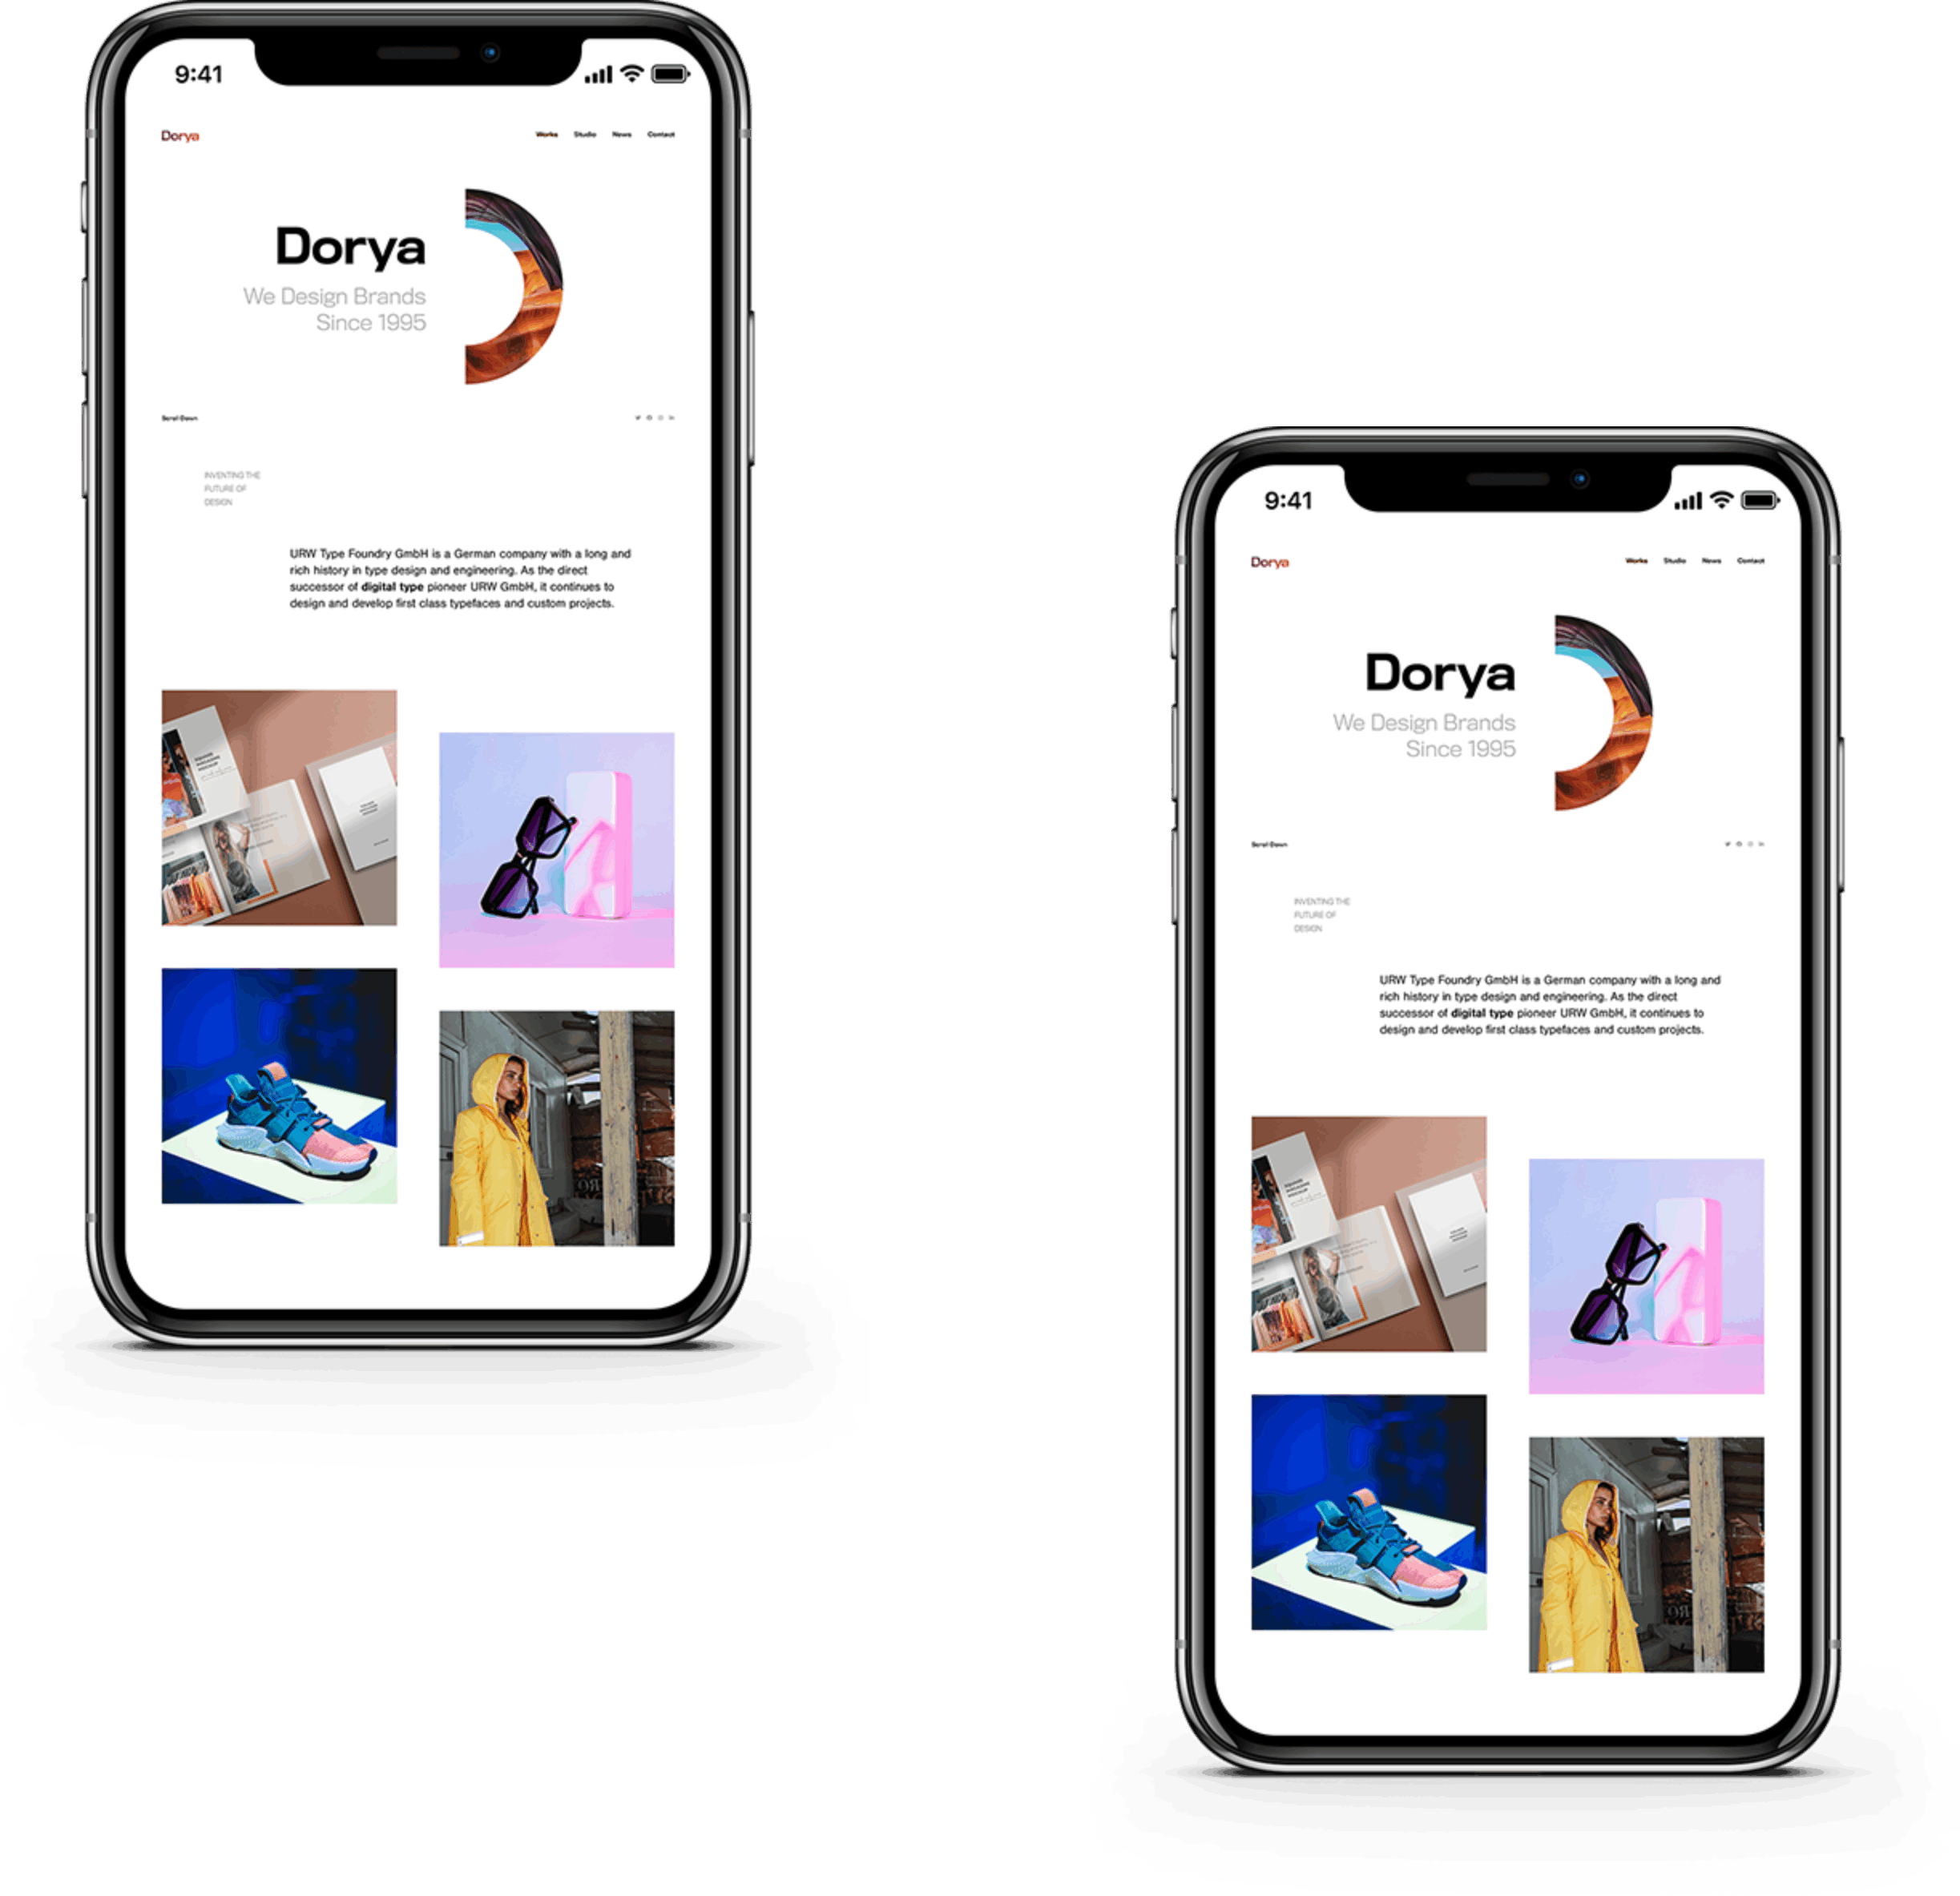 9:41
Dorya
Works Studio News Contact
Dorya
We Design Brands
Since 1995
Scroll Down
INVENTING THE
FUTURE OF
DESIGN
URW Type Foundry GmbH is a German company with a long and
rich history in type design and engineering. As the direct
successor of digital type pioneer URW GmbH, it continues to
design and develop first class typefaces and custom projects.
9:41
Dorya
Works Studio News Contact
Dorya
We Design Brands
Since 1995
Scroll Down
INVENTING THE
FUTURE OF
DESIGN
URW Type Foundry GmbH is a German company with a long and
rich history in type design and engineering. As the direct
successor of digital type pioneer URW GmbH, it continues to
design and develop first class typefaces and custom projects.